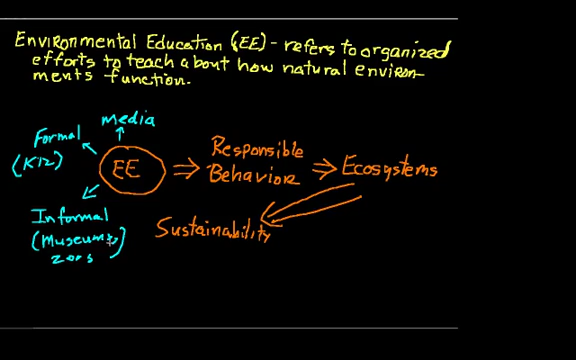 Environmental Education (EE) - refers to organized
efforts to teach about how natural environ-
ments function.
media
Formal
(K12)
EE ⇒ Responsible Behavior ⇒ Ecosystems
Informal
(Museums
zoos
Sustainability